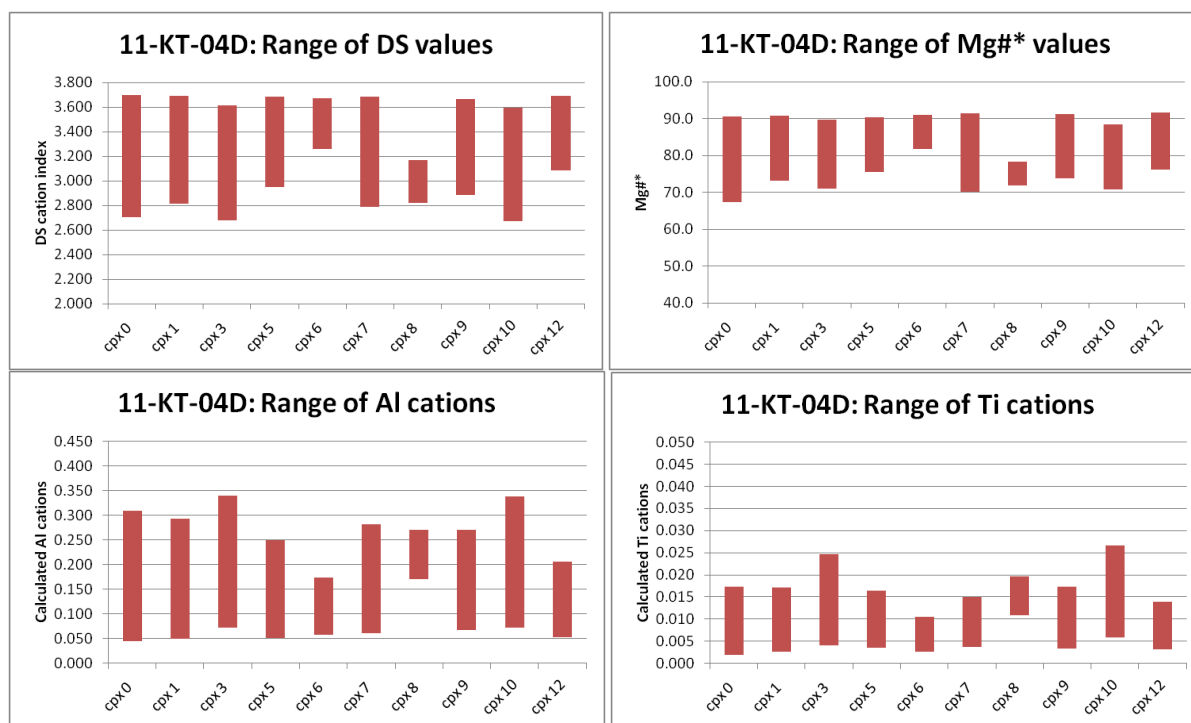 11-KT-04D: Range of DS values
DS cation index
3.800
3.600
3.400
3.200
3.000
2.800
2.600
2.400
2.200
2.000
cpx 0
cpx 1
cpx 3
cpx 5
cpx 6
cpx 7
cpx 8
cpx 9
cpx 10
cpx 12
11-KT-04D: Range of Mg#* values
Mg#*
100.0
90.0
80.0
70.0
60.0
50.0
40.0
cpx 0
cpx 1
cpx 3
cpx 5
cpx 6
cpx 7
cpx 8
cpx 9
cpx 10
cpx 12
11-KT-04D: Range of Al cations
Calculated Al cations
0.450
0.400
0.350
0.300
0.250
0.200
0.150
0.100
0.050
0.000
cpx 0
cpx 1
cpx 3
cpx 5
cpx 6
cpx 7
cpx 8
cpx 9
cpx 10
cpx 12
11-KT-04D: Range of Ti cations
Calculated Ti cations
0.050
0.045
0.040
0.035
0.030
0.025
0.020
0.015
0.010
0.005
0.000
cpx 0
cpx 1
cpx 3
cpx 5
cpx 6
cpx 7
cpx 8
cpx 9
cpx 10
cpx 12